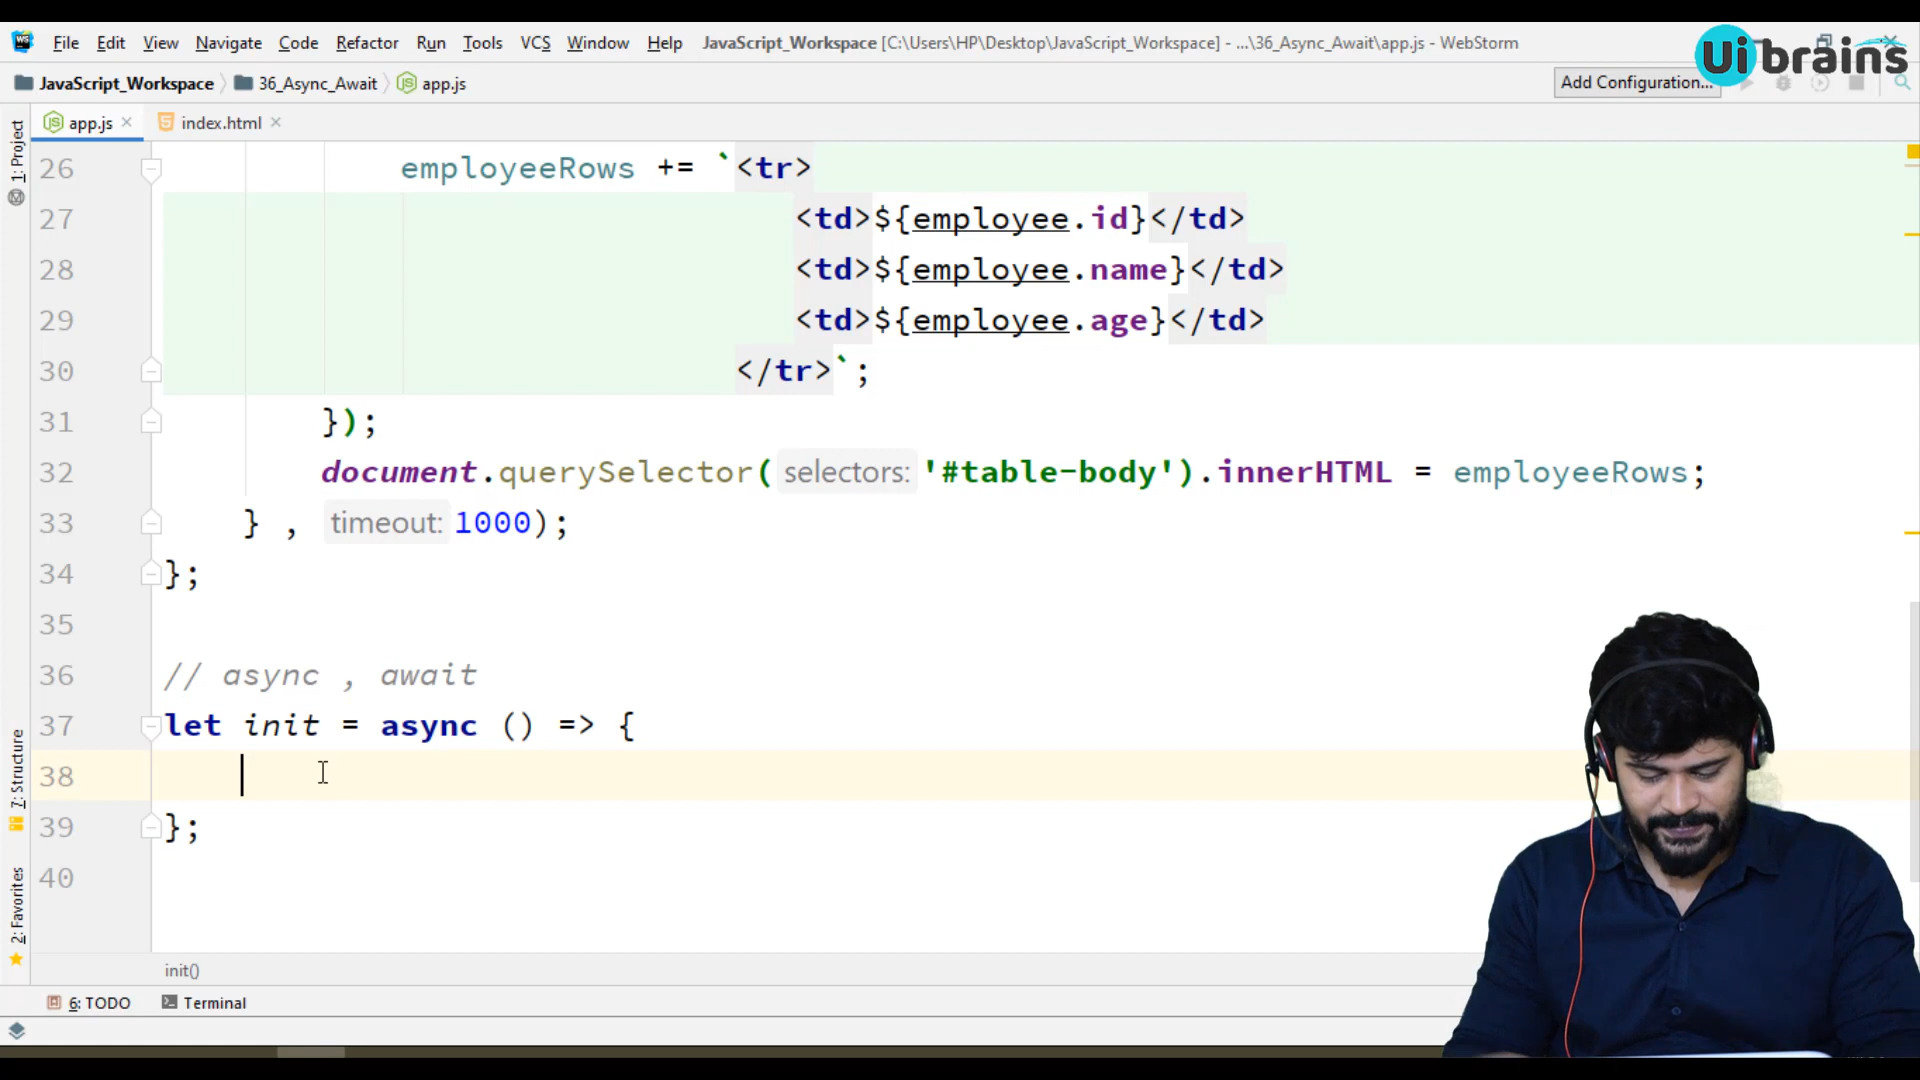 File Edit View Navigate Code Refactor Run Tools VCS Window Help JavaScript_Workspace [C:\Users\HP\Desktop\JavaScript_Workspace] - ...\36_Async_Await\app.js - WebStorm
Ui brains
JavaScript_Workspace 36_Async_Await app.js
Add Configuration...
app.js index.html
1: Project
7: Structure
2: Favorites
26 employeeRows += `<tr>
27 <td>${employee.id}</td>
28 <td>${employee.name}</td>
29 <td>${employee.age}</td>
30 </tr>`;
31 });
32 document.querySelector( selectors: '#table-body').innerHTML = employeeRows;
33 } , timeout: 1000);
34 };
35
36 // async , await
37 let init = async () => {
38
39 };
40
init()
6: TODO Terminal